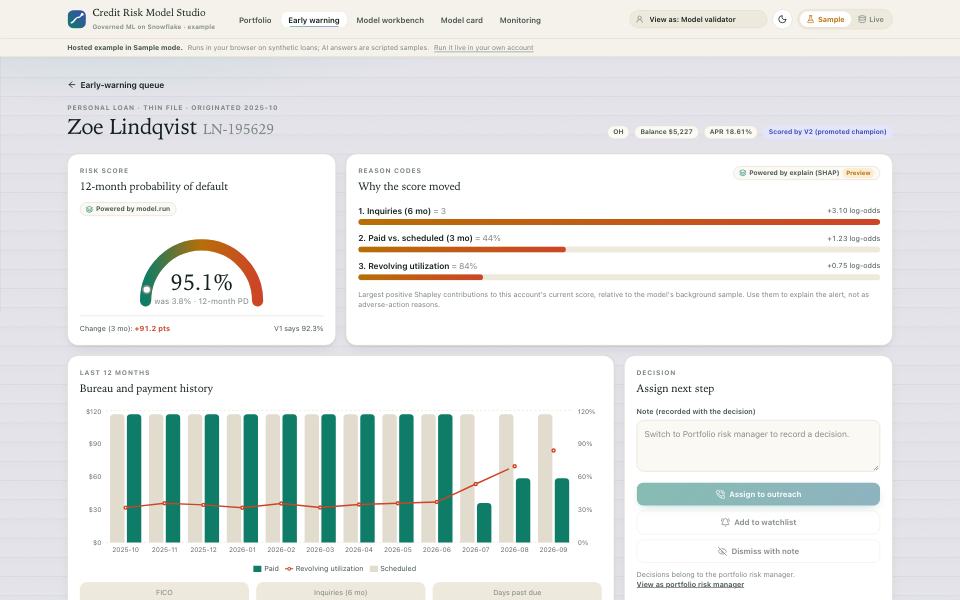 Credit Risk Model Studio
Governed ML on Snowflake · example
Portfolio
Early warning
Model workbench
Model card
Monitoring
View as: Model validator
Sample
Live
Hosted example in Sample mode. Runs in your browser on synthetic loans; AI answers are scripted samples. Run it live in your own account
Early-warning queue
PERSONAL LOAN · THIN FILE · ORIGINATED 2025-10
Zoe Lindqvist LN-195629
OH
Balance $5,227
APR 18.61%
Scored by V2 (promoted champion)
RISK SCORE
12-month probability of default
Powered by model.run
95.1%
was 3.8% · 12-month PD
Change (3 mo): +91.2 pts
V1 says 92.3%
REASON CODES
Why the score moved
Powered by explain (SHAP) Preview
1. Inquiries (6 mo) = 3
+3.10 log-odds
2. Paid vs. scheduled (3 mo) = 44%
+1.23 log-odds
3. Revolving utilization = 84%
+0.75 log-odds
Largest positive Shapley contributions to this account's current score, relative to the model's background sample. Use them to explain the alert, not as
adverse-action reasons.
LAST 12 MONTHS
Bureau and payment history
$120
$90
$60
$30
$0
120%
90%
60%
30%
0%
2025-10 2025-11 2025-12 2026-01 2026-02 2026-03 2026-04 2026-05 2026-06 2026-07 2026-08 2026-09
Paid Revolving utilization Scheduled
FICO
Inquiries (6 mo)
Days past due
DECISION
Assign next step
Note (recorded with the decision)
Switch to Portfolio risk manager to record a decision.
Assign to outreach
Add to watchlist
Dismiss with note
Decisions belong to the portfolio risk manager.
View as portfolio risk manager